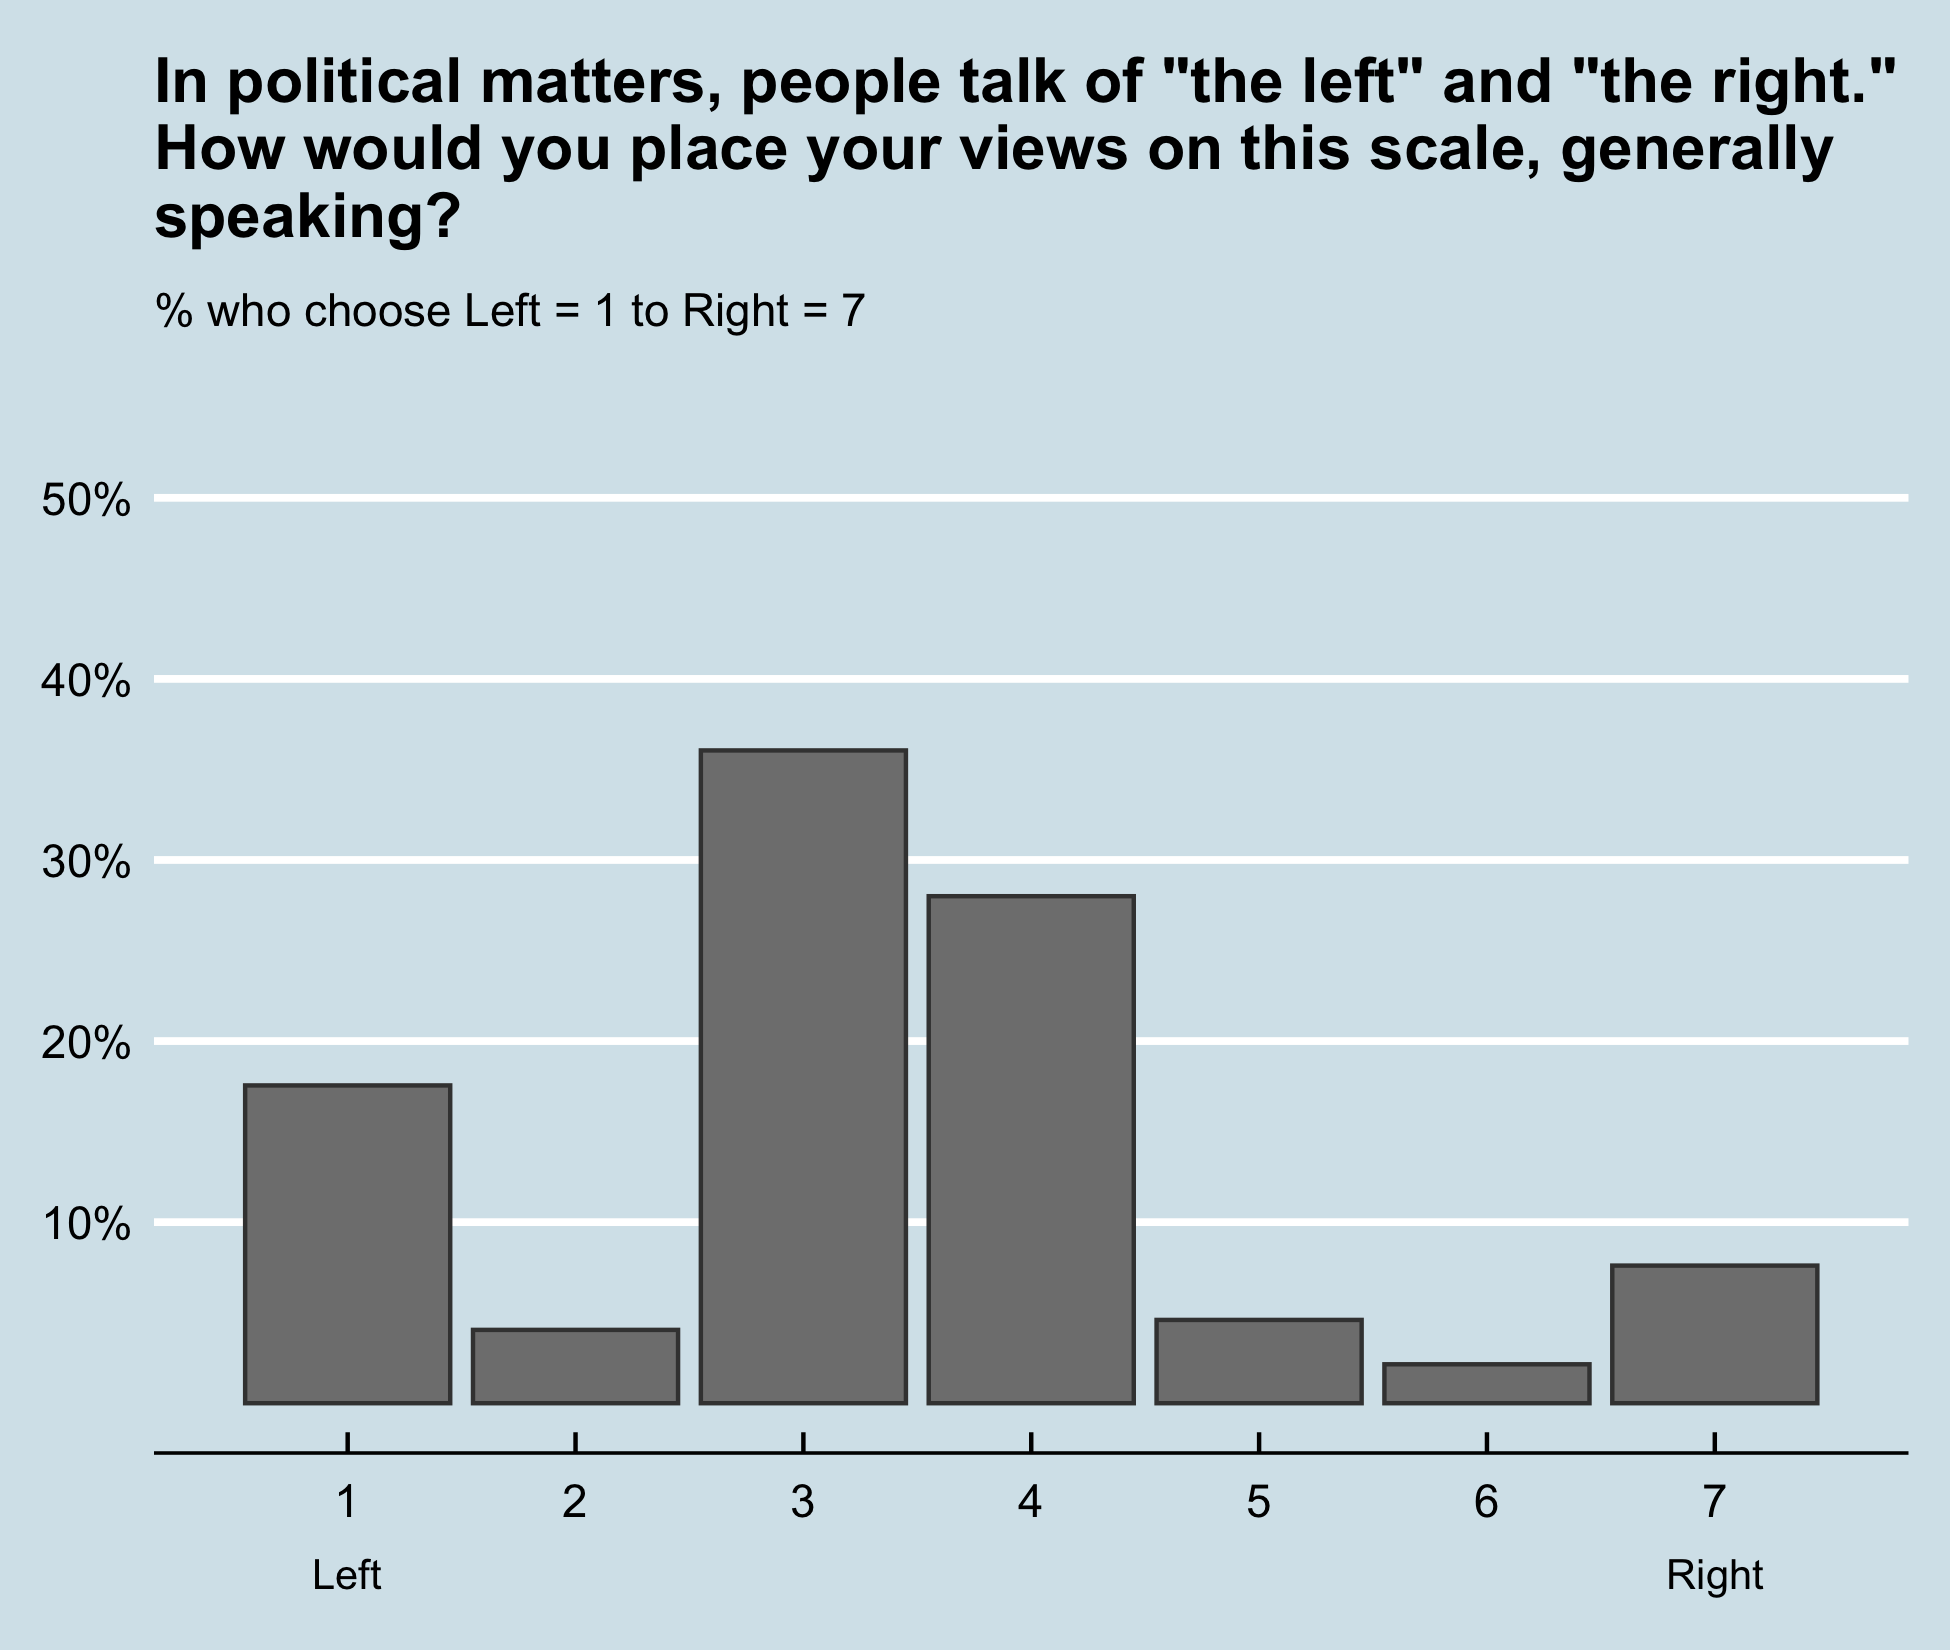 In political matters, people talk of "the left" and "the right."
How would you place your views on this scale, generally
speaking?
% who choose Left = 1 to Right = 7
50%
40%
30%
20%
10%
1 2 3 4 5 6 7
Left Right